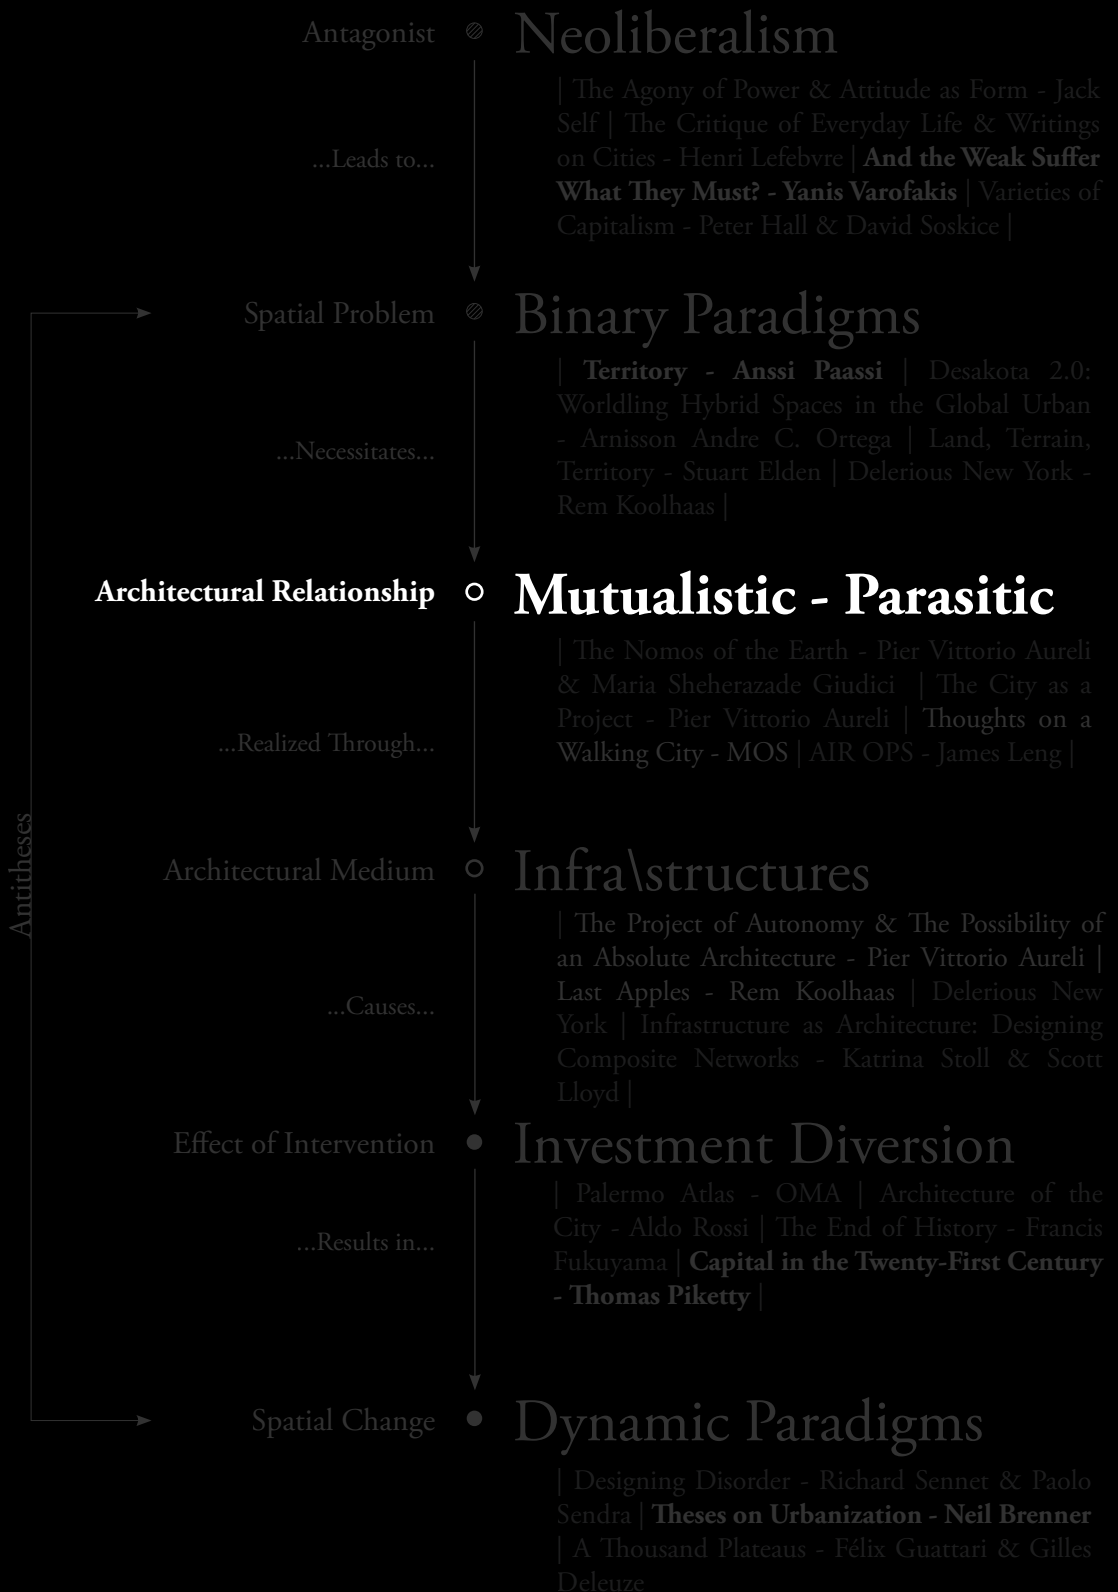 Antagonist
Neoliberalism
| The Agony of Power & Attitude as Form - Jack
Self | The Critique of Everyday Life & Writings
on Cities - Henri Lefebvre | And the Weak Suffer
What They Must? - Yanis Varofakis | Varieties of
Capitalism - Peter Hall & David Soskice |
...Leads to...
Spatial Problem
Binary Paradigms
| Territory - Anssi Paassi | Desakota 2.0:
Worldling Hybrid Spaces in the Global Urban
- Arnisson Andre C. Ortega | Land, Terrain,
Territory - Stuart Elden | Delerious New York -
Rem Koolhaas |
...Necessitates...
Architectural Relationship
Mutualistic - Parasitic
| The Nomos of the Earth - Pier Vittorio Aureli
& Maria Sheherazade Giudici | The City as a
Project - Pier Vittorio Aureli | Thoughts on a
Walking City - MOS | AIR OPS - James Leng |
...Realized Through...
Antitheses
Architectural Medium
Infra\structures
| The Project of Autonomy & The Possibility of
an Absolute Architecture - Pier Vittorio Aureli |
Last Apples - Rem Koolhaas | Delerious New
York | Infrastructure as Architecture: Designing
Composite Networks - Katrina Stoll & Scott
Lloyd |
...Causes...
Effect of Intervention
Investment Diversion
| Palermo Atlas - OMA | Architecture of the
City - Aldo Rossi | The End of History - Francis
Fukuyama | Capital in the Twenty-First Century
- Thomas Piketty |
...Results in...
Spatial Change
Dynamic Paradigms
| Designing Disorder - Richard Sennet & Paolo
Sendra | Theses on Urbanization - Neil Brenner
| A Thousand Plateaus - Félix Guattari & Gilles
Deleuze